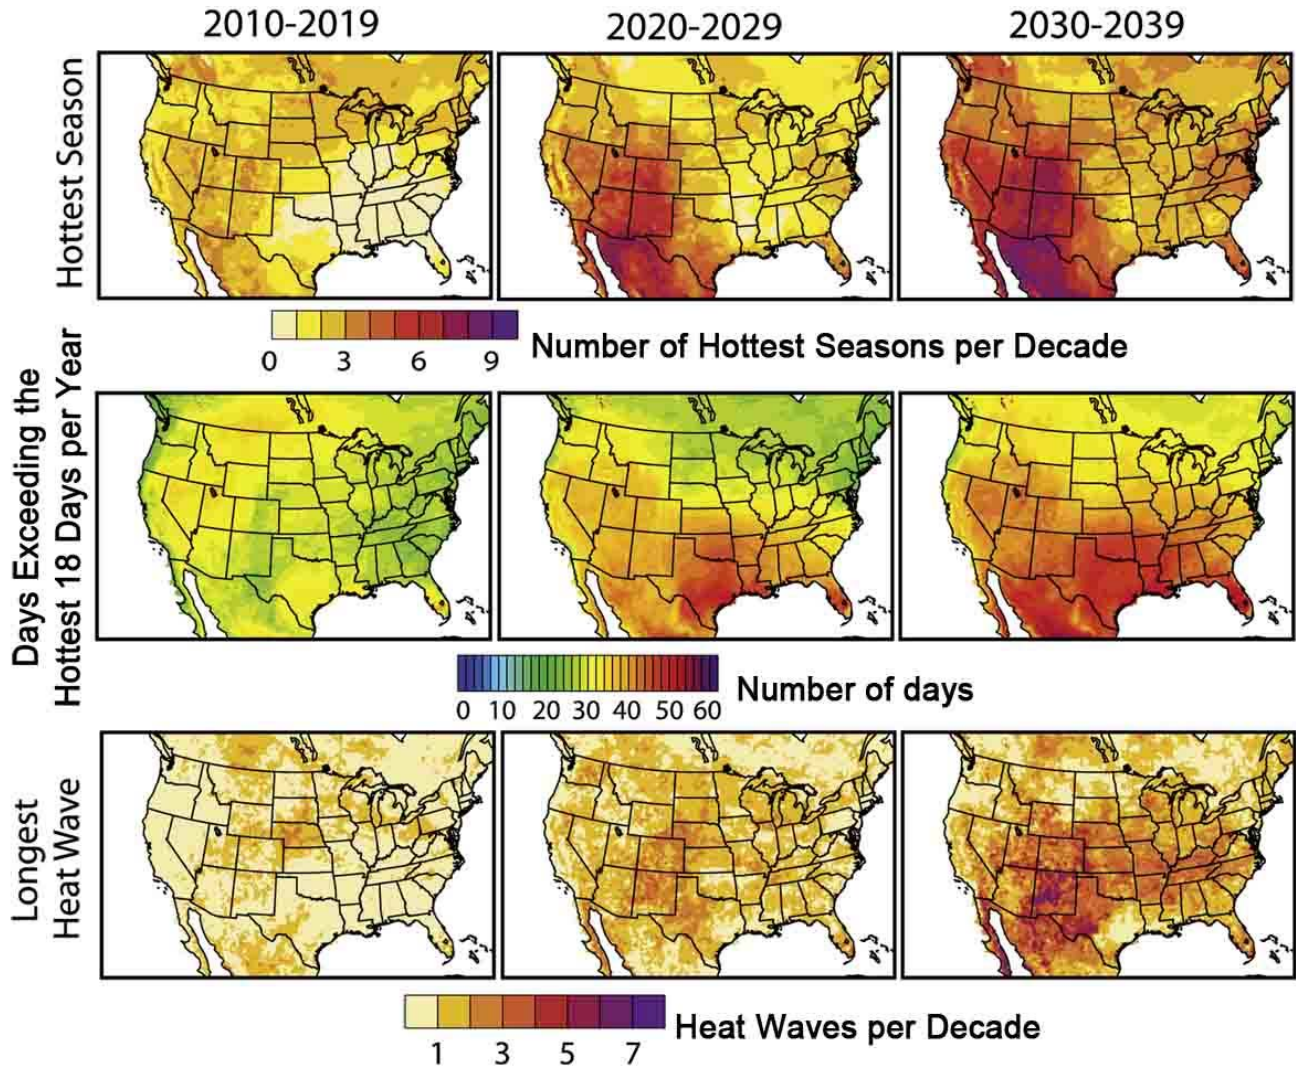 2010-2019 2020-2029 2030-2039
Hottest Season
0 3 6 9
Number of Hottest Seasons per Decade
Days Exceeding the
Hottest 18 Days per Year
0 10 20 30 40 50 60
Number of days
Longest
Heat Wave
1 3 5 7
Heat Waves per Decade